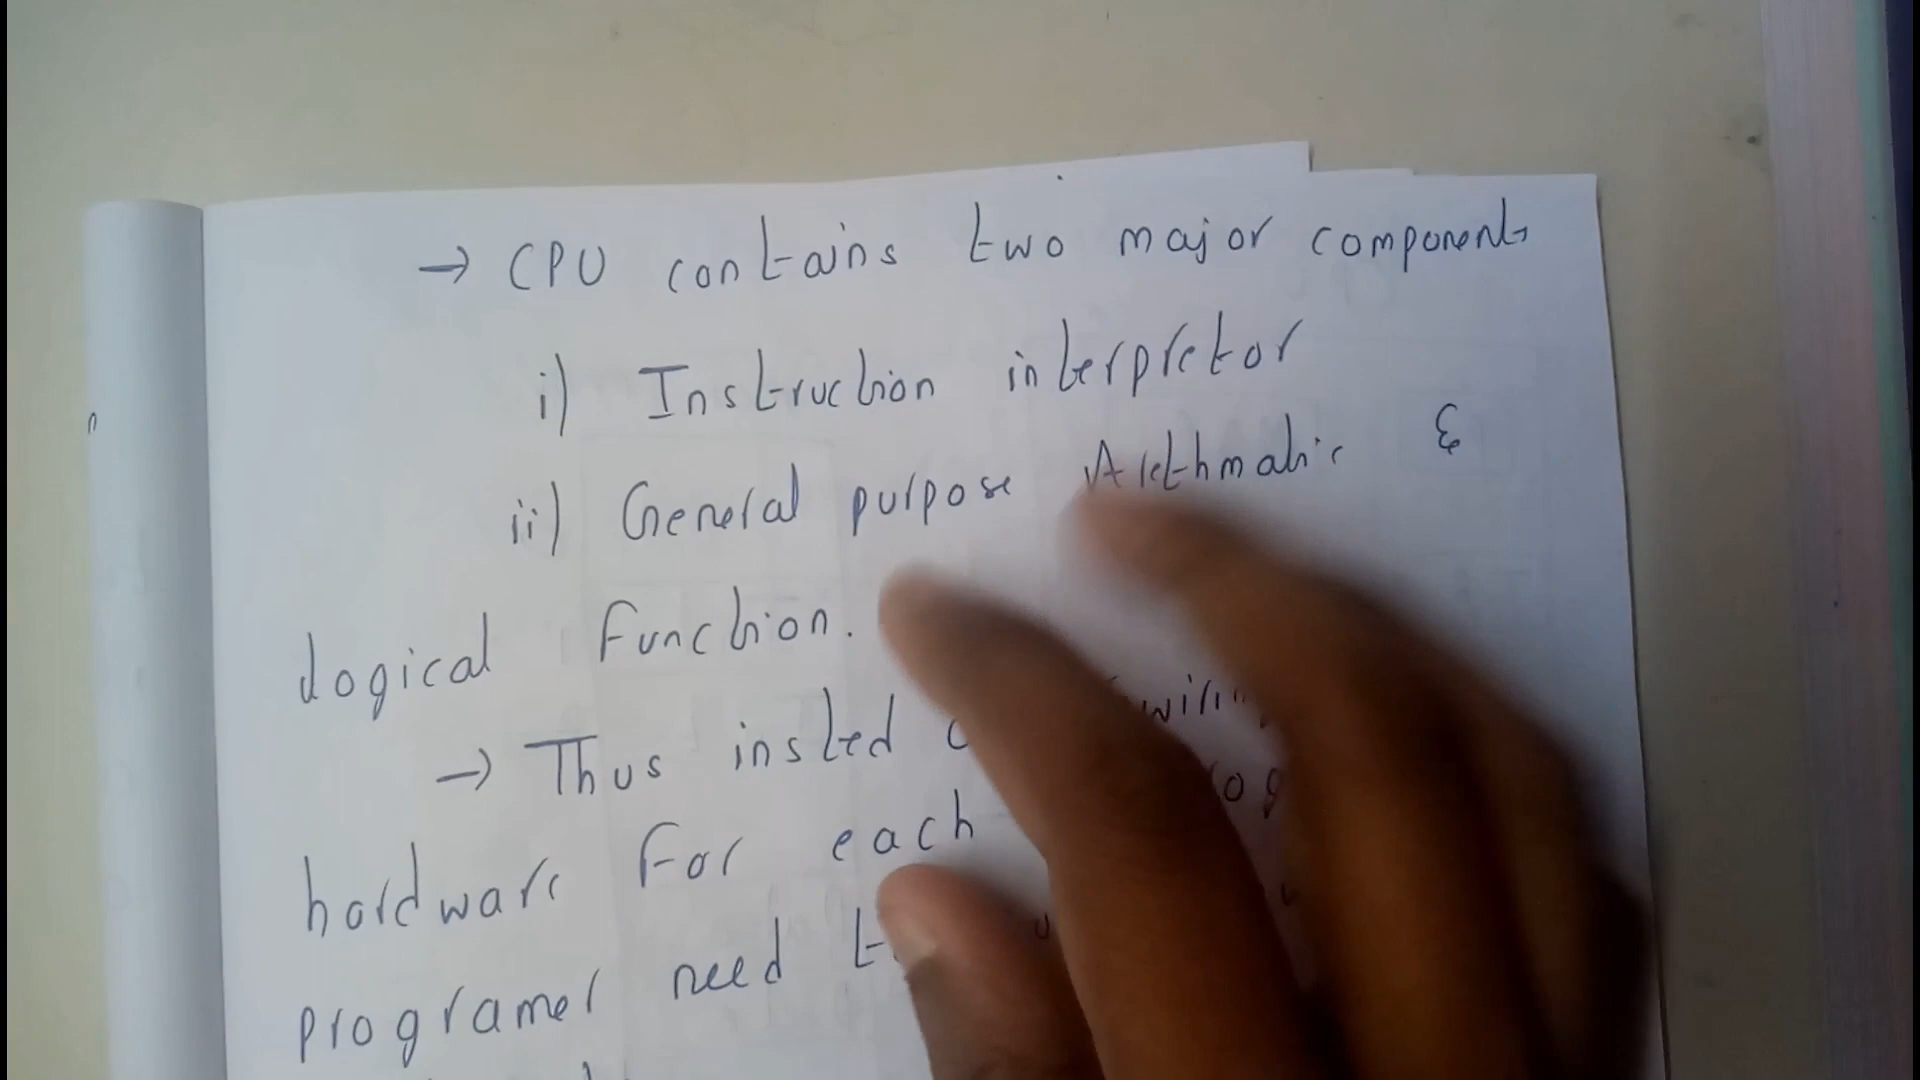 → CPU contains two major components
i) Instruction interpretor
ii) General purpose Arethmatic &
Logical Function.
→ Thus insted
hardware For each
programer need